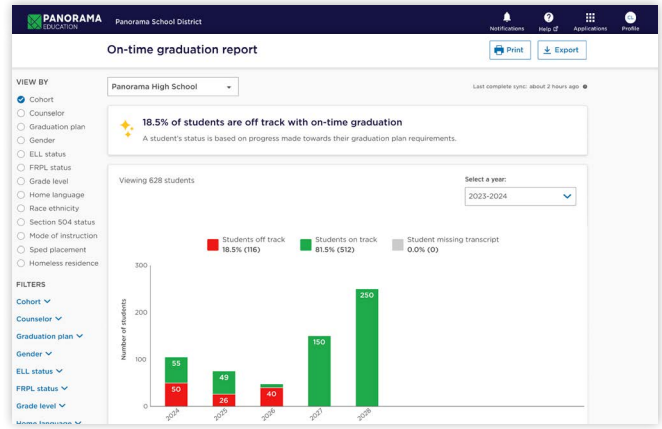 PANORAMA
EDUCATION
Panorama School District
Notifications
Help
Applications
CL
Profile
On-time graduation report
Print
Export
VIEW BY
Cohort
Counselor
Graduation plan
Gender
ELL status
FRPL status
Grade level
Home language
Race ethnicity
Section 504 status
Mode of instruction
Sped placement
Homeless residence
FILTERS
Cohort
Counselor
Graduation plan
Gender
ELL status
FRPL status
Grade level
Home language
Panorama High School
Last complete sync: about 2 hours ago
18.5% of students are off track with on-time graduation
A student's status is based on progress made towards their graduation plan requirements.
Viewing 628 students
Select a year:
2023-2024
Students off track
18.5% (116)
Students on track
81.5% (512)
Student missing transcript
0.0% (0)
Number of students
300
200
100
0
55
50
49
26
40
150
250
2024
2025
2026
2027
2028